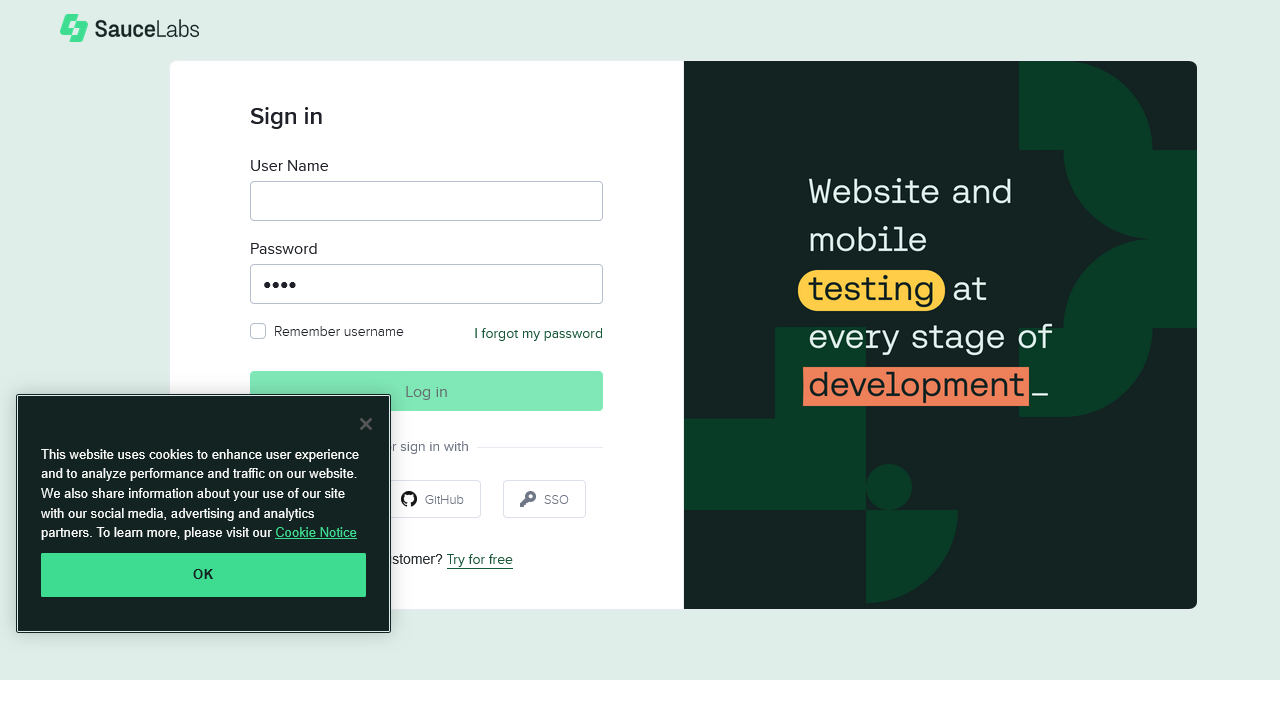 SauceLabs
Sign in
User Name
Password
••••
Remember username
I forgot my password
Log in
r sign in with
GitHub
SSO
stomer? Try for free
This website uses cookies to enhance user experience
and to analyze performance and traffic on our website.
We also share information about your use of our site
with our social media, advertising and analytics
partners. To learn more, please visit our Cookie Notice
OK
Website and
mobile
testing at
every stage of
development_